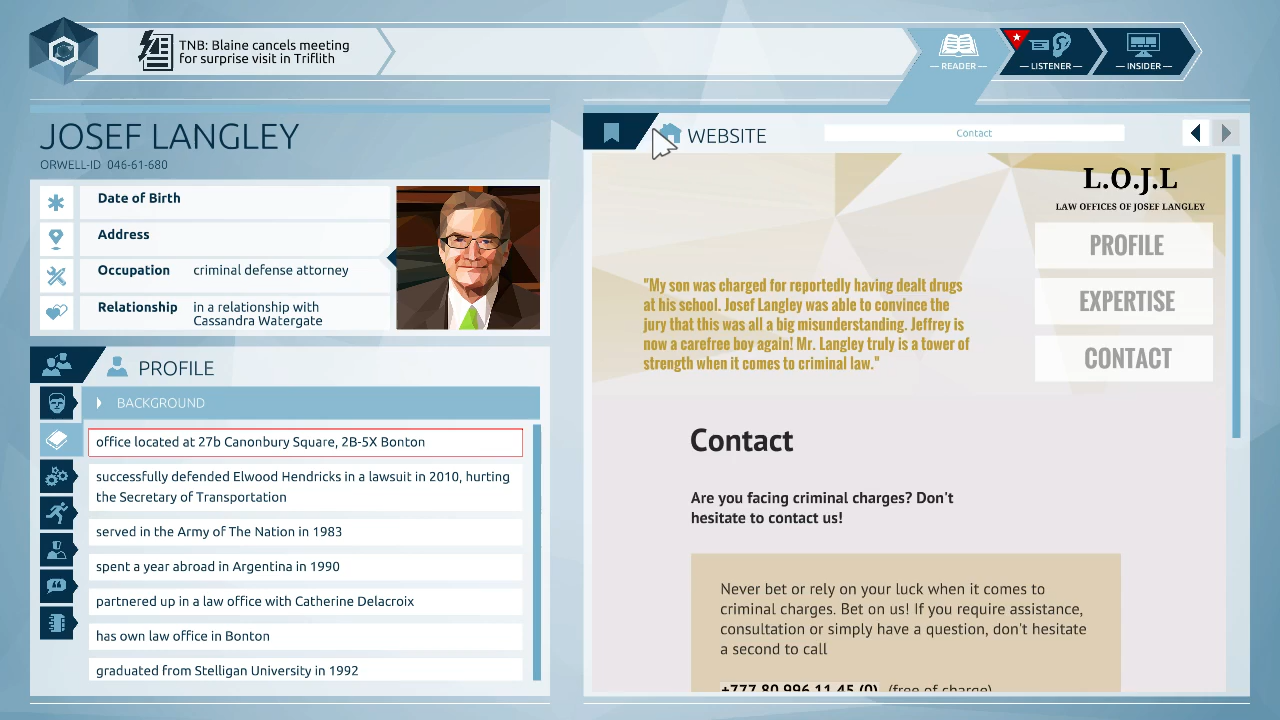 TNB: Blaine cancels meeting
for surprise visit in Triflith
— READER —
— LISTENER —
— INSIDER —
JOSEF LANGLEY
ORWELL-ID 046-61-680
Date of Birth
Address
Occupation criminal defense attorney
Relationship in a relationship with
Cassandra Watergate
PROFILE
BACKGROUND
office located at 27b Canonbury Square, 2B-5X Bonton
successfully defended Elwood Hendricks in a lawsuit in 2010, hurting
the Secretary of Transportation
served in the Army of The Nation in 1983
spent a year abroad in Argentina in 1990
partnered up in a law office with Catherine Delacroix
has own law office in Bonton
graduated from Stelligan University in 1992
WEBSITE
Contact
L.O.J.L
LAW OFFICES OF JOSEF LANGLEY
PROFILE
EXPERTISE
CONTACT
"My son was charged for reportedly having dealt drugs
at his school. Josef Langley was able to convince the
jury that this was all a big misunderstanding. Jeffrey is
now a carefree boy again! Mr. Langley truly is a tower of
strength when it comes to criminal law."
Contact
Are you facing criminal charges? Don't
hesitate to contact us!
Never bet or rely on your luck when it comes to
criminal charges. Bet on us! If you require assistance,
consultation or simply have a question, don't hesitate
a second to call
+777 80 996 11 45 (0) (free of charge)